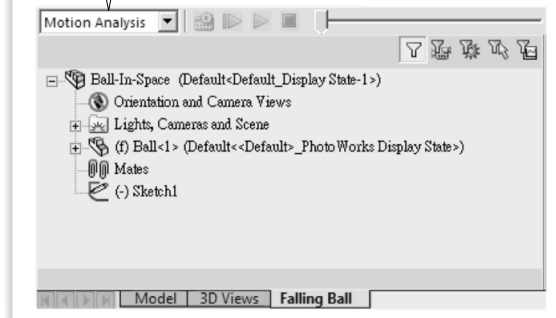 Motion Analysis
Ball-In-Space (Default<Default_Display State-1>)
Orientation and Camera Views
Lights, Cameras and Scene
(f) Ball<1> (Default<<Default>_PhotoWorks Display State>)
Mates
(-) Sketch1
Model 3D Views Falling Ball